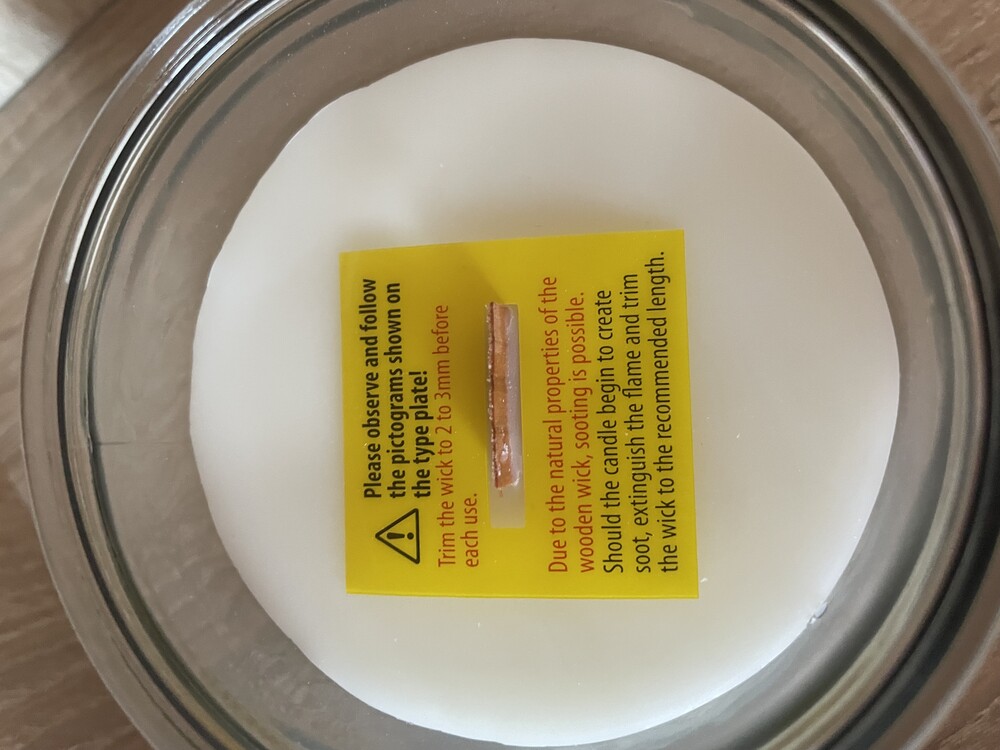 Please observe and follow
the pictograms shown on
the type plate!
Trim the wick to 2 to 3mm before
each use.
Due to the natural properties of the
wooden wick, sooting is possible.
Should the candle begin to create
soot, extinguish the flame and trim
the wick to the recommended length.